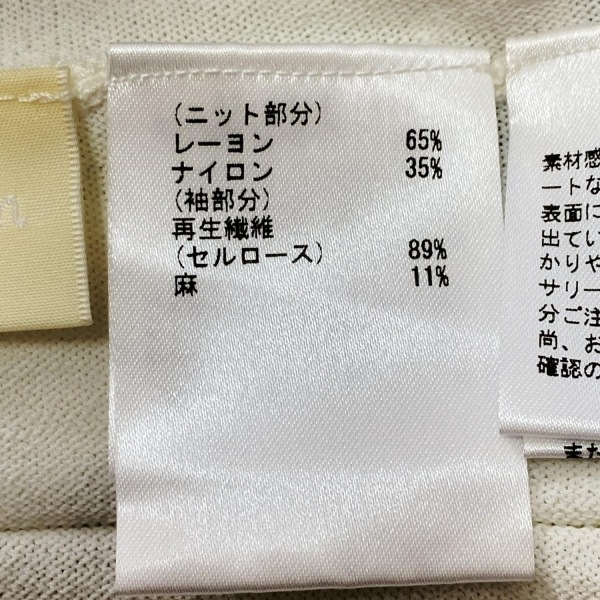 (ニット部分)
レーヨン 65%
ナイロン 35%
(袖部分)
再生繊維
(セルロース) 89%
麻 11%
素材感
ートな
表面に
出てい
かりや
サリー
分ご注
尚、お
確認の
また